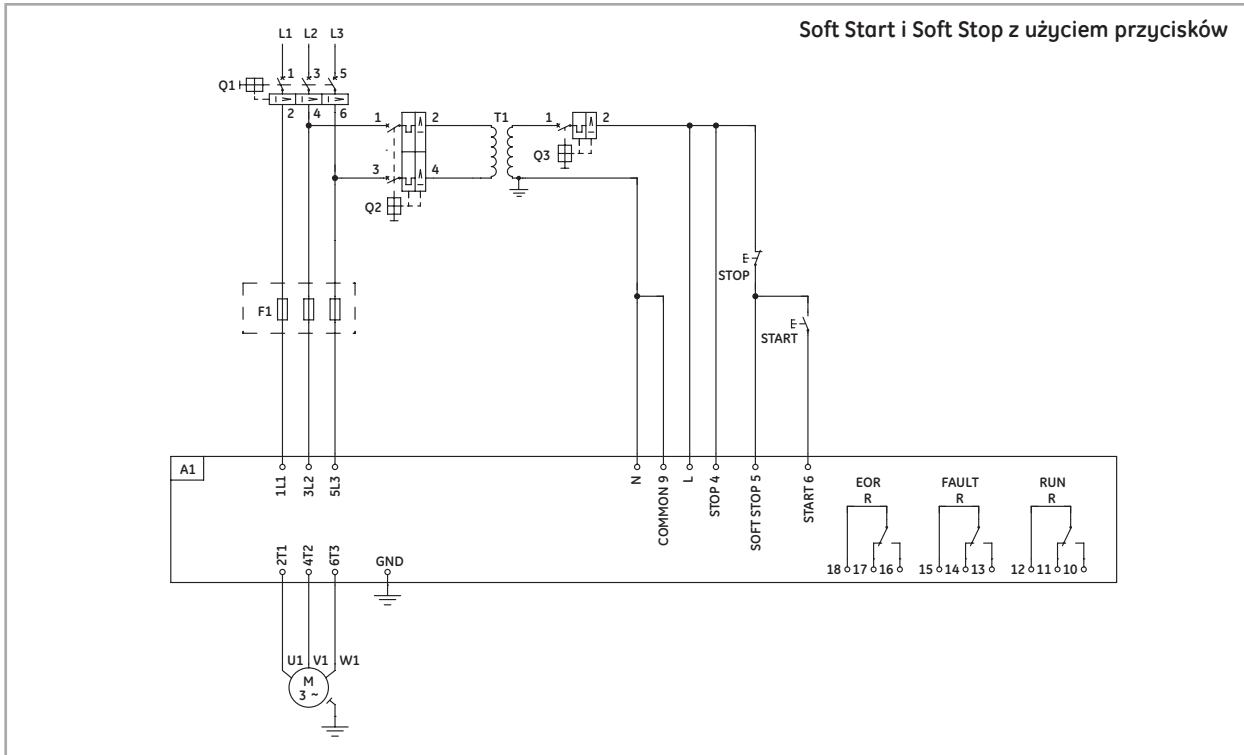 Soft Start i Soft Stop z użyciem przycisków
L1 L2 L3
Q1 1 3 5
2 4 6
1 2 T1 1 2
Q3
3 4
Q2
STOP
F1
START
A1
1L1 3L2 5L3 N COMMON 9 L STOP 4 SOFT STOP 5 START 6
EOR FAULT RUN
R R R
2T1 4T2 6T3 GND
18 17 16 15 14 13 12 11 10
U1 V1 W1
M
3 ~